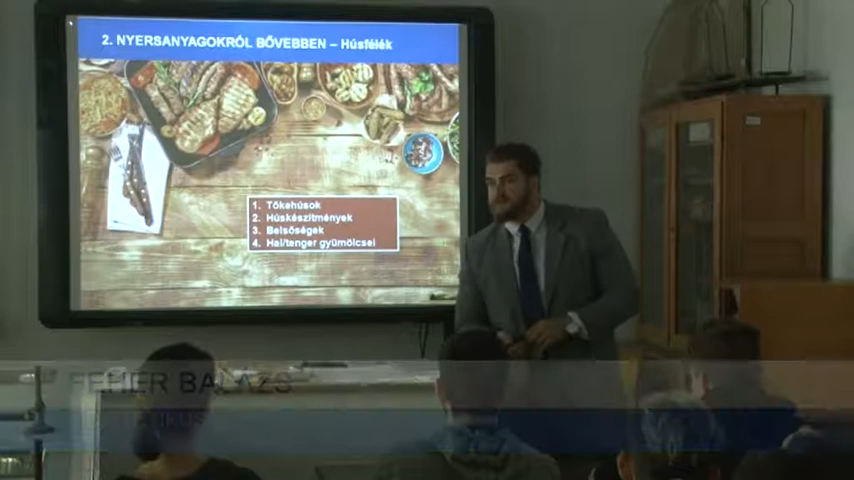 2. NYERSANYAGOKRÓL BŐVEBBEN – Húsfélék
1. Tőkehúsok
2. Húskészítmények
3. Belsőségek
4. Hal/tenger gyümölcsei
FEHÉR BALÁZS